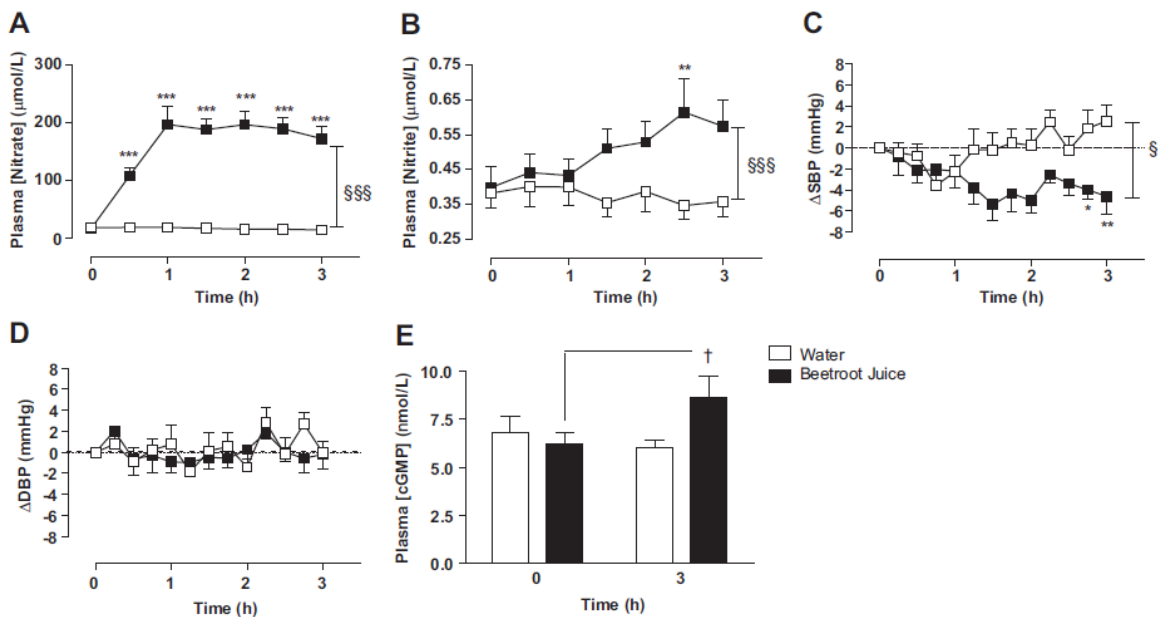 A
Plasma [Nitrate] (μmol/L)
300
200
100
0
***
***
***
***
***
***
§§§
0 1 2 3
Time (h)
B
Plasma [Nitrite] (μmol/L)
0.75
0.65
0.55
0.45
0.35
0.25
**
§§§
0 1 2 3
Time (h)
C
ΔSBP (mmHg)
8
6
4
2
0
-2
-4
-6
-8
*
**
§
0 1 2 3
Time (h)
D
ΔDBP (mmHg)
8
6
4
2
0
-2
-4
-6
-8
0 1 2 3
Time (h)
E
Plasma [cGMP] (nmol/L)
10.0
7.5
5.0
2.5
0.0
†
0 3
Time (h)
Water
Beetroot Juice